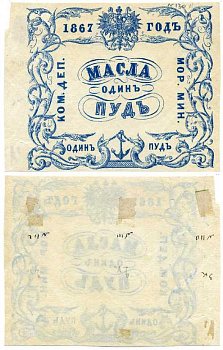 1867 ГОДЪ
КОМ. ДЕП.
МОР. МИН.
МАСЛА
ОДИНЪ
ПУДЪ
ОДИНЪ ПУДЪ